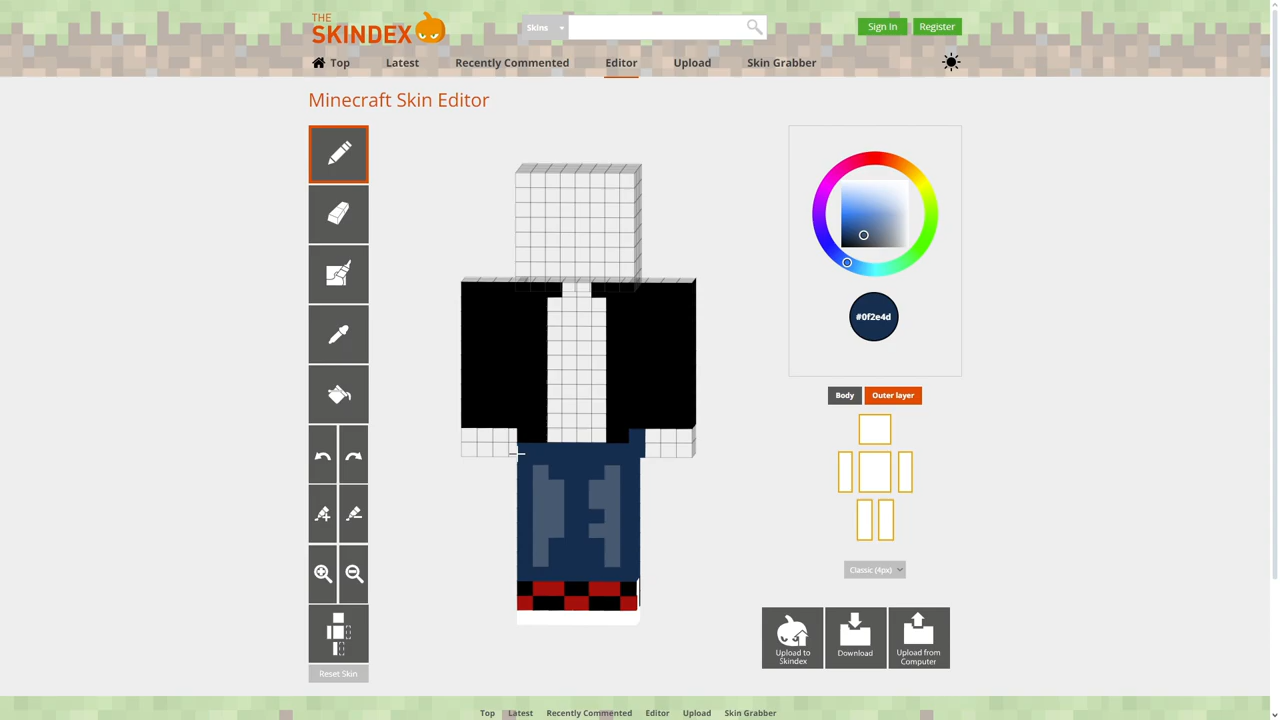 THE
SKINDEX
Skins
Sign In
Register
Top
Latest
Recently Commented
Editor
Upload
Skin Grabber
Minecraft Skin Editor
#0f2e4d
Body
Outer layer
Classic (4px)
Upload to
Skindex
Download
Upload from
Computer
Reset Skin
Top
Latest
Recently Commented
Editor
Upload
Skin Grabber